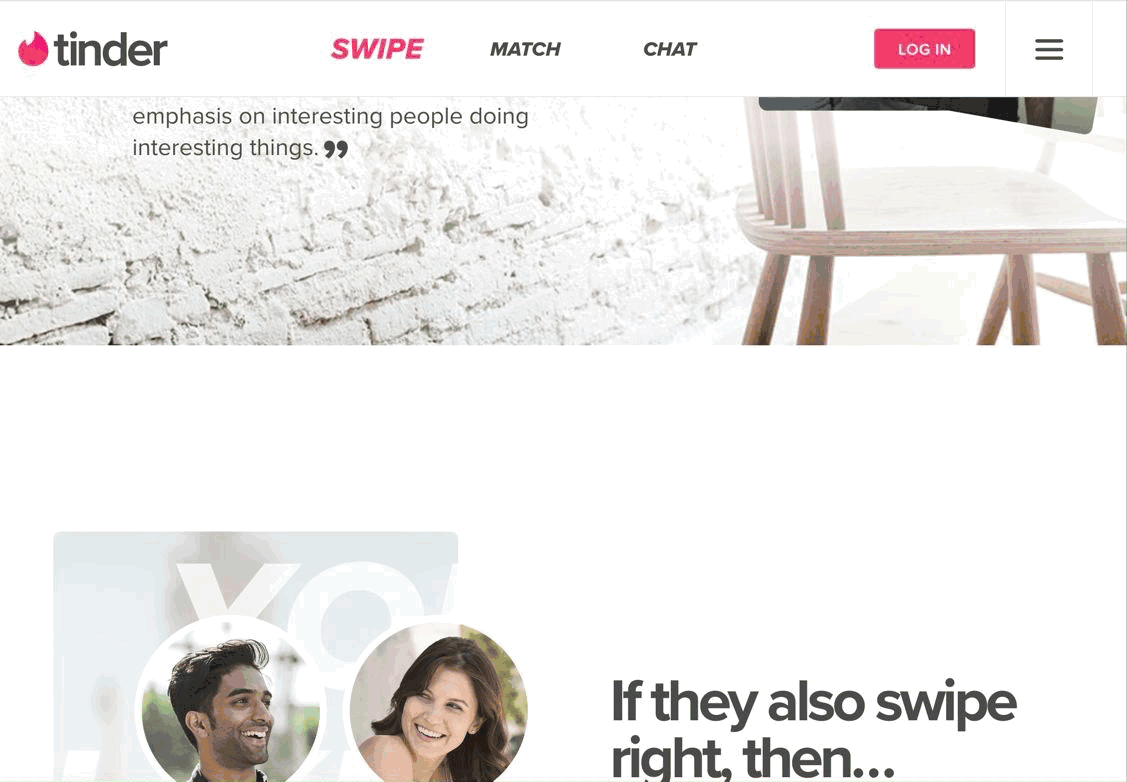 tinder
SWIPE
MATCH
CHAT
LOG IN
emphasis on interesting people doing
interesting things.”
If they also swipe
right, then...